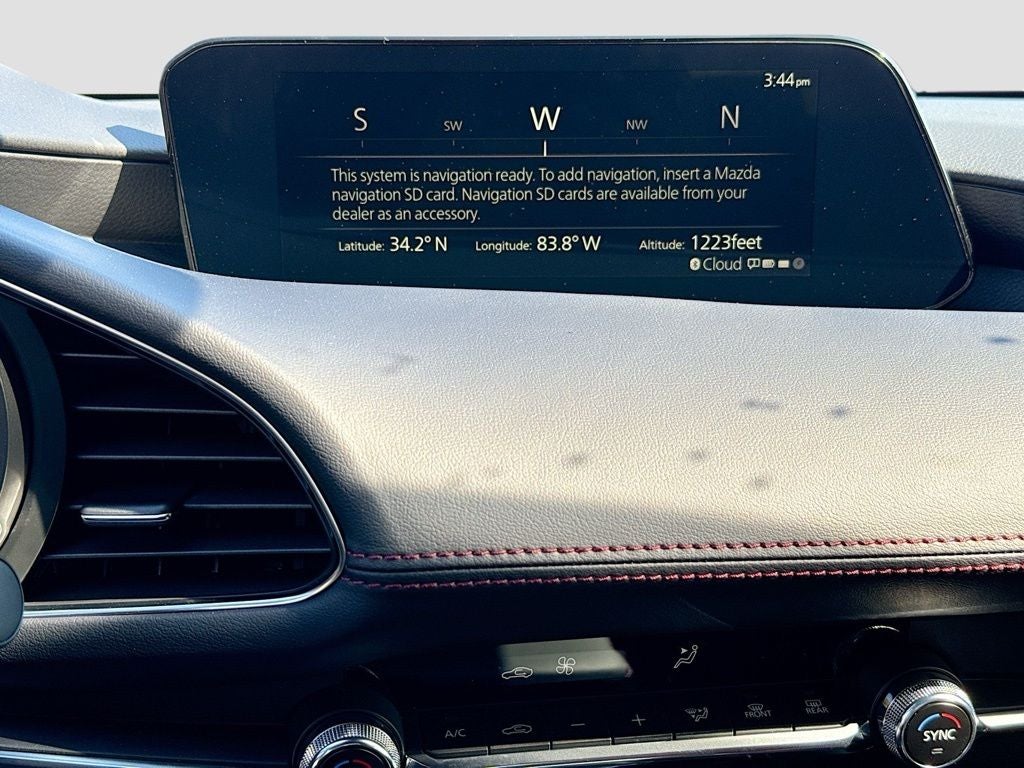 3:44pm
S SW W NW N
This system is navigation ready. To add navigation, insert a Mazda
navigation SD card. Navigation SD cards are available from your
dealer as an accessory.
Latitude: 34.2° N Longitude: 83.8° W Altitude: 1223feet
Cloud
A/C − + FRONT REAR
SYNC